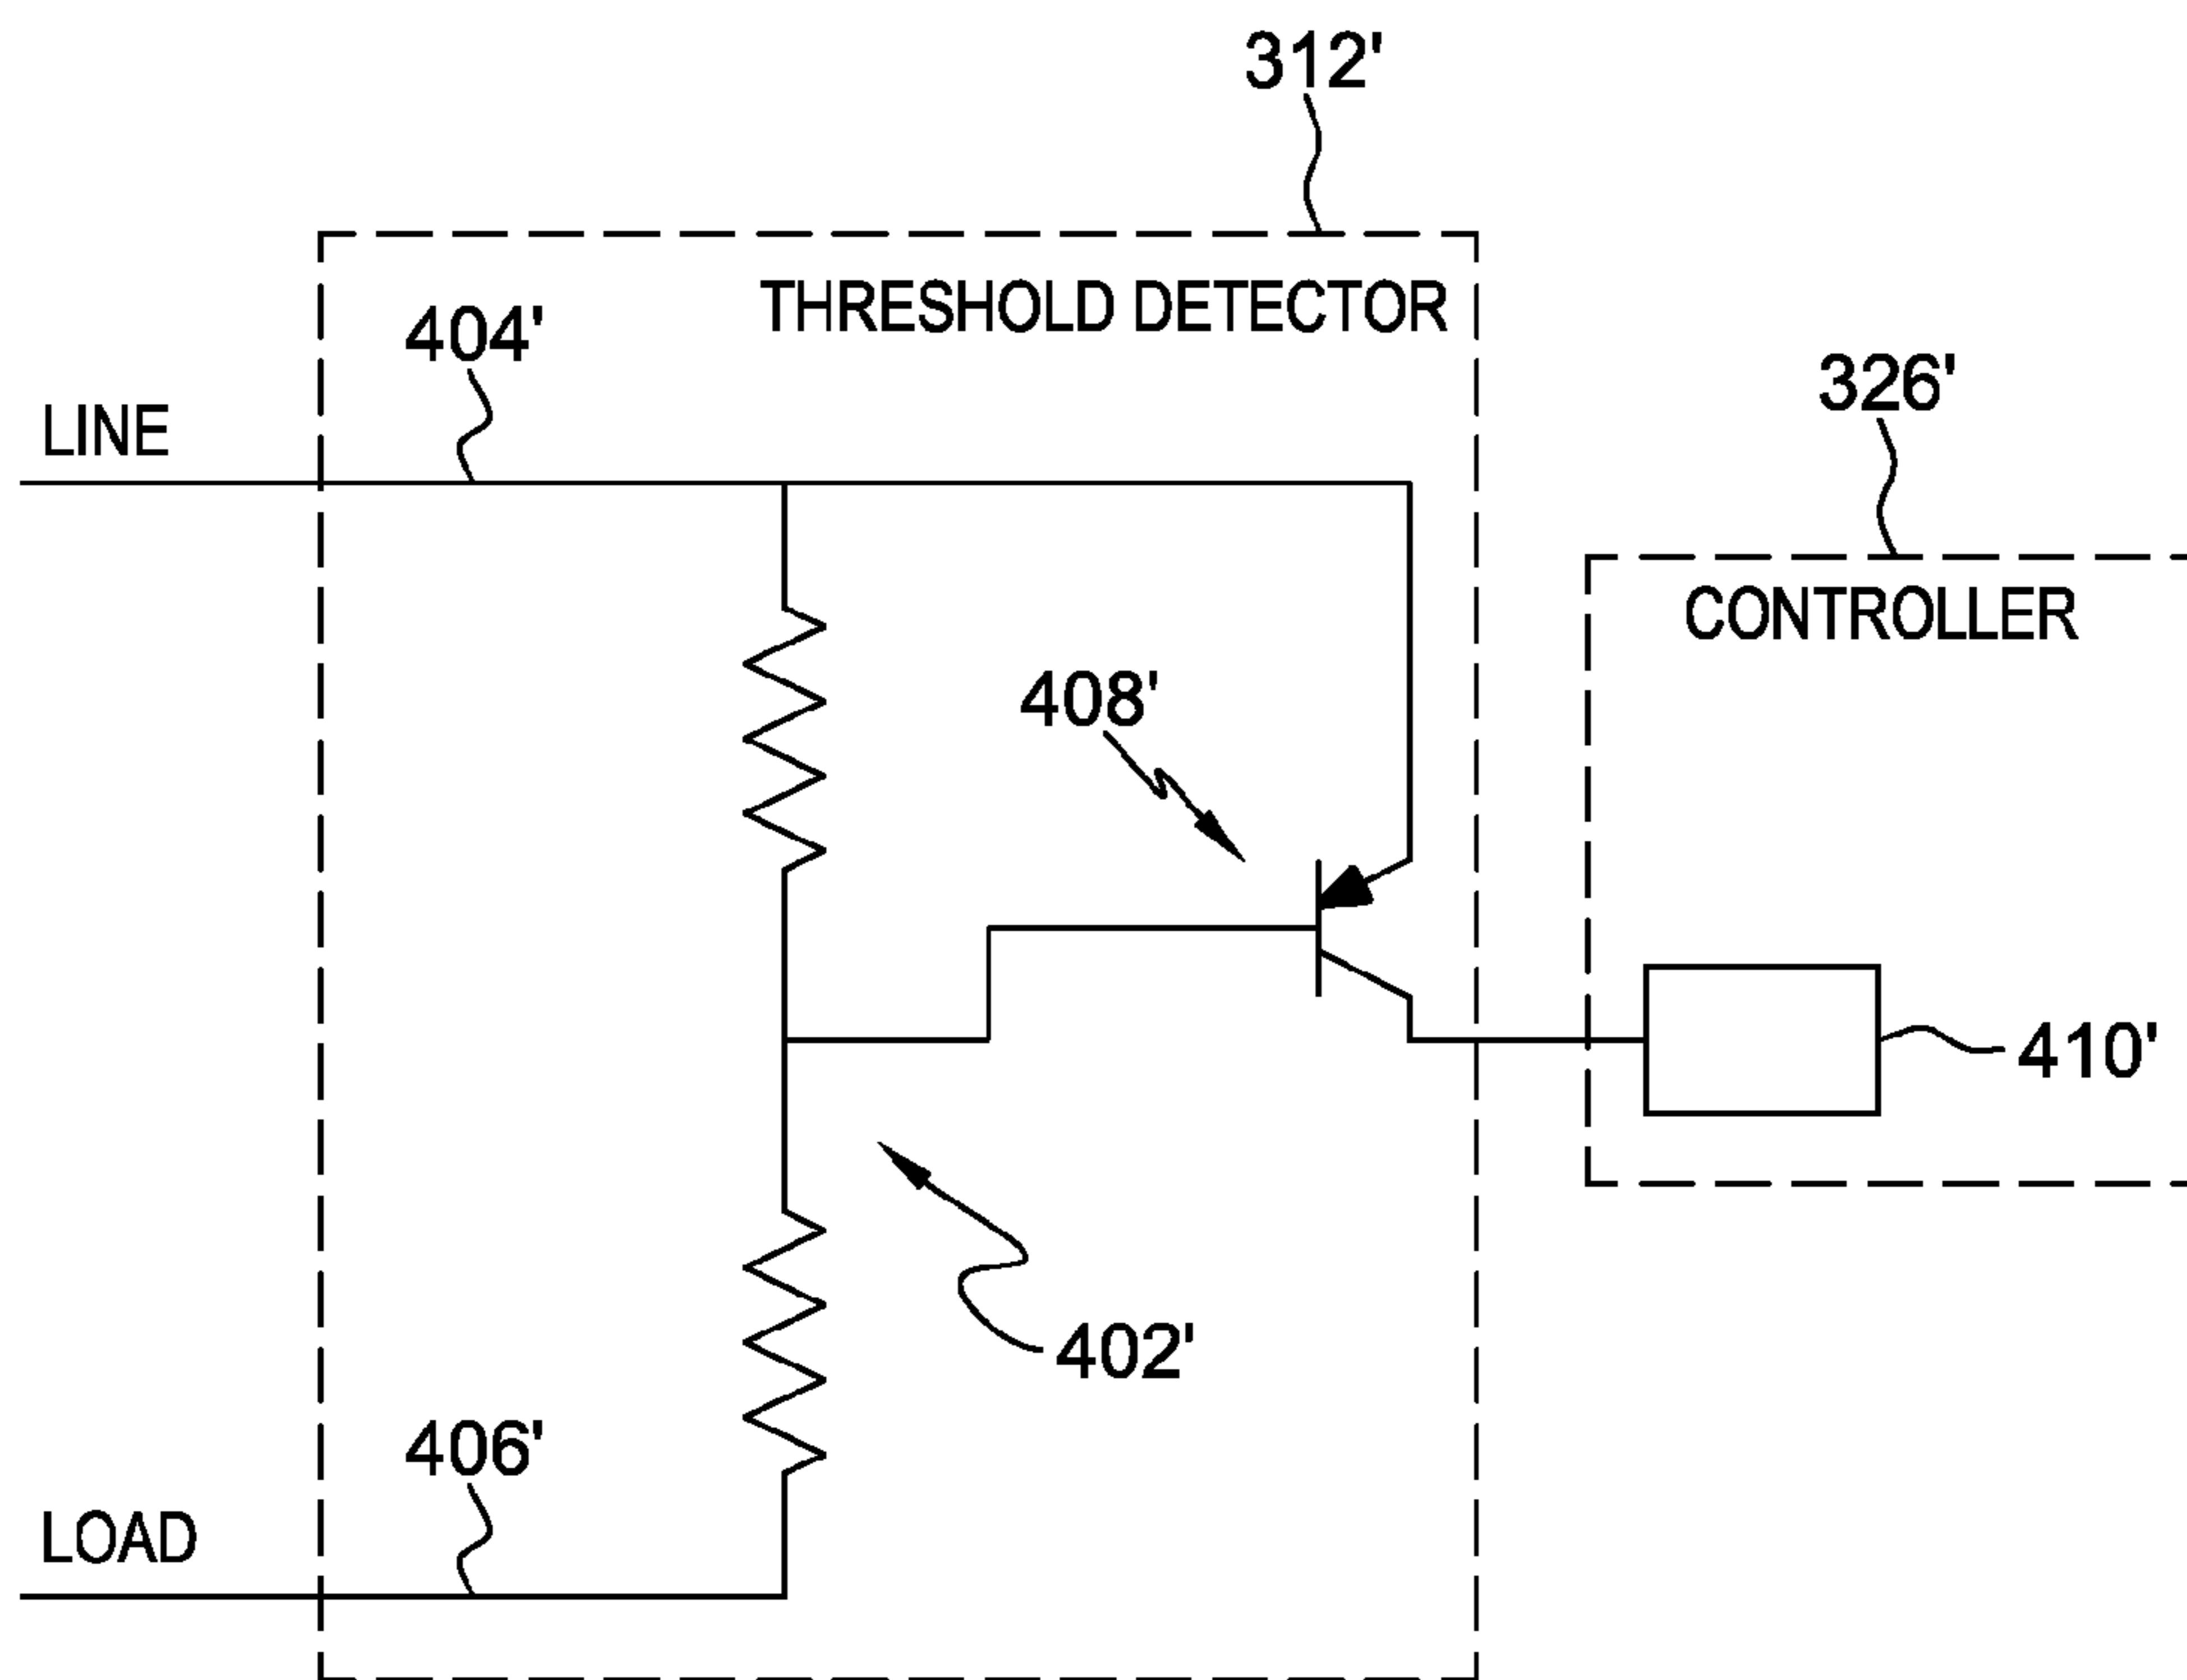 312'
THRESHOLD DETECTOR
404'
LINE
326'
CONTROLLER
408'
410'
402'
406'
LOAD